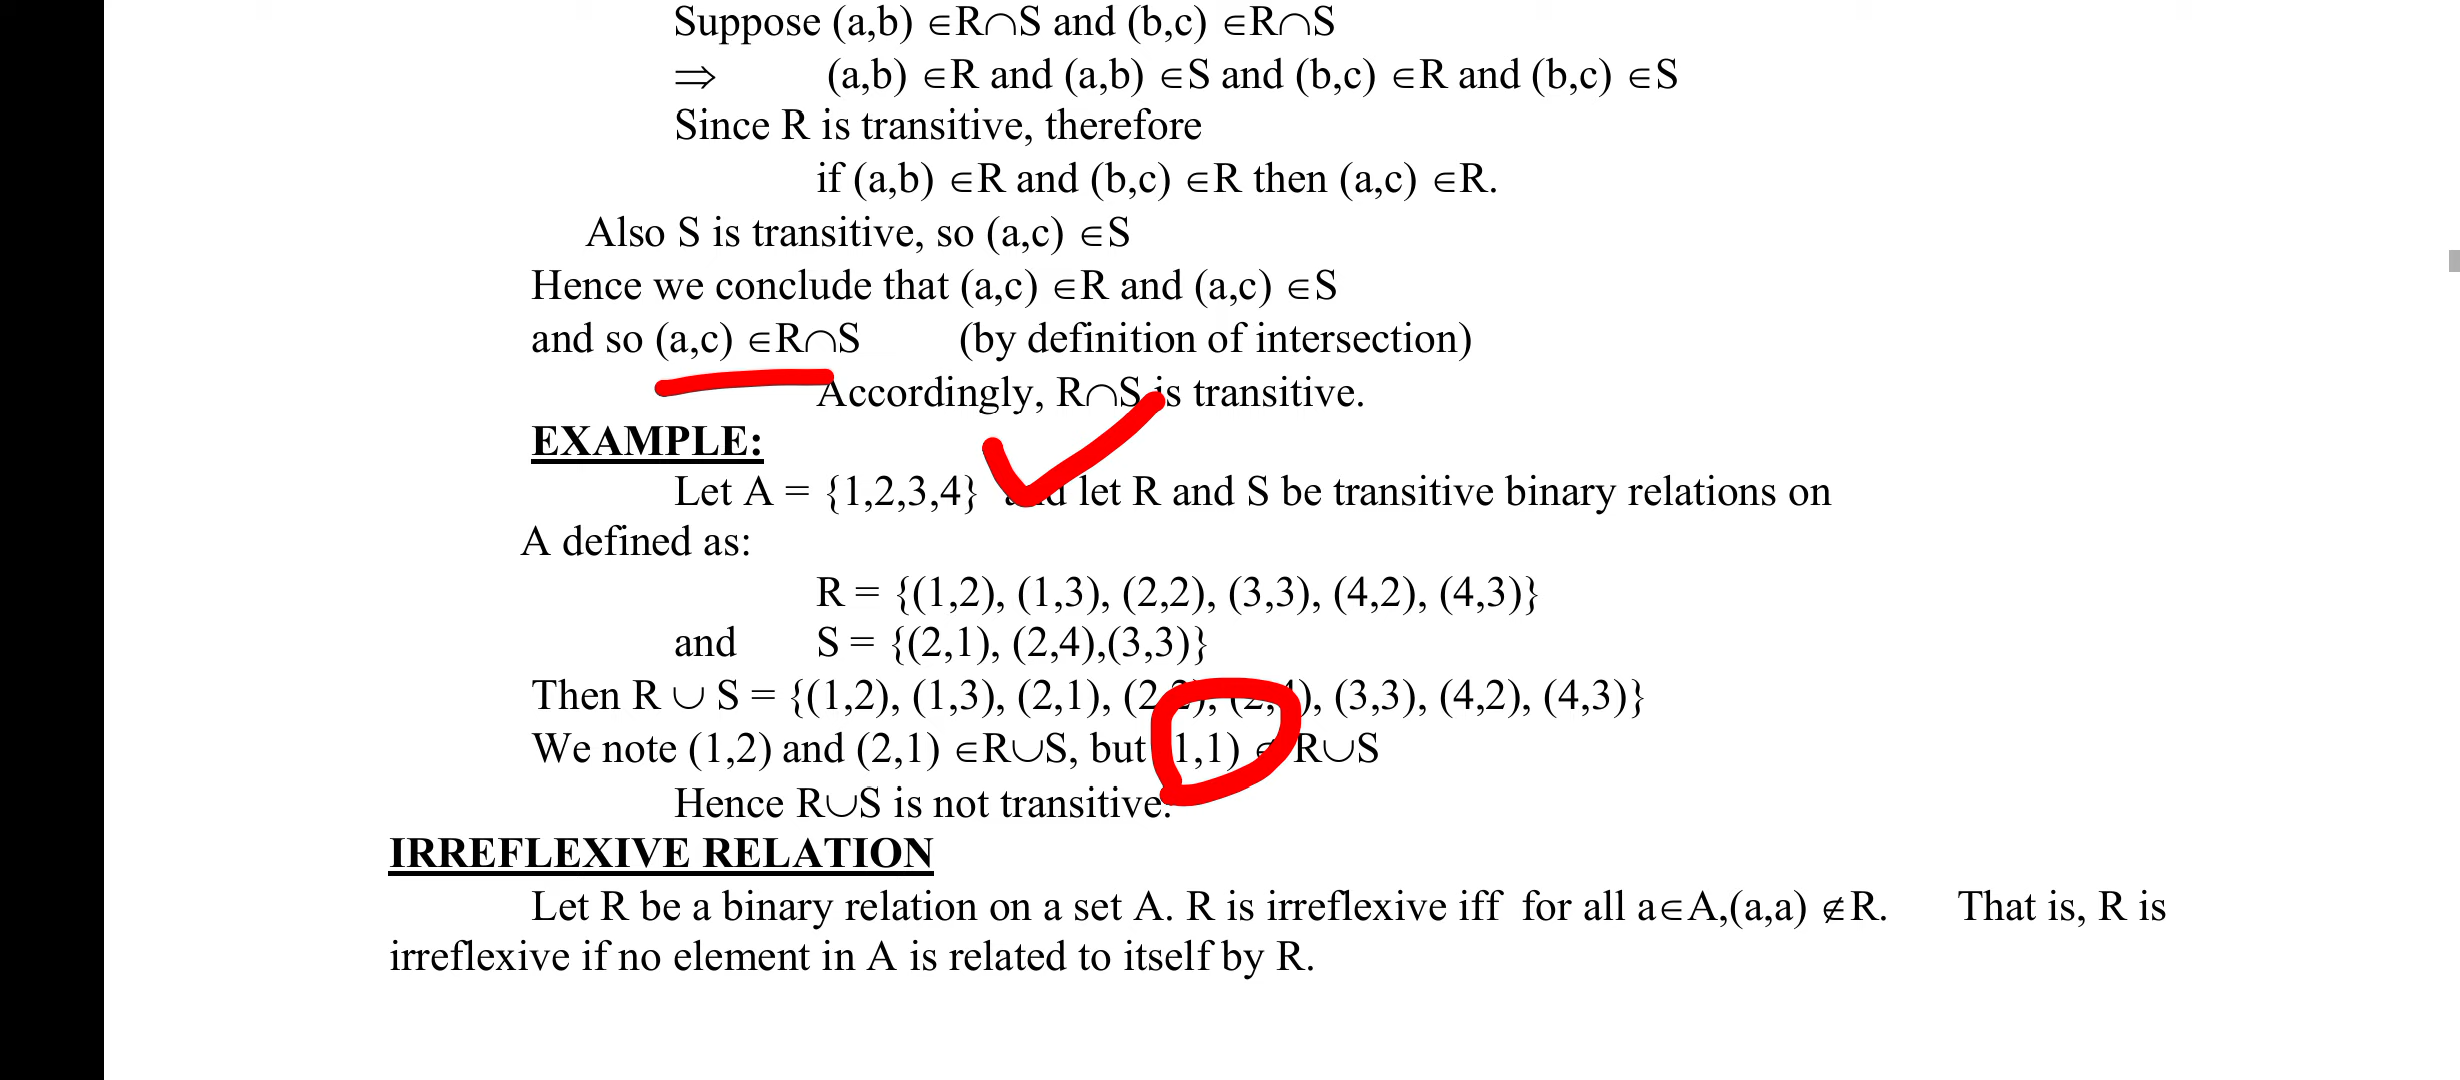 Suppose (a,b) ∈R∩S and (b,c) ∈R∩S
⇒ (a,b) ∈R and (a,b) ∈S and (b,c) ∈R and (b,c) ∈S
Since R is transitive, therefore
if (a,b) ∈R and (b,c) ∈R then (a,c) ∈R.
Also S is transitive, so (a,c) ∈S
Hence we conclude that (a,c) ∈R and (a,c) ∈S
and so (a,c) ∈R∩S (by definition of intersection)
Accordingly, R∩S is transitive.
EXAMPLE:
Let A = {1,2,3,4} and let R and S be transitive binary relations on
A defined as:
R = {(1,2), (1,3), (2,2), (3,3), (4,2), (4,3)}
and S = {(2,1), (2,4),(3,3)}
Then R ∪ S = {(1,2), (1,3), (2,1), (2,2), (2,4), (3,3), (4,2), (4,3)}
We note (1,2) and (2,1) ∈R∪S, but (1,1) ∉ R∪S
Hence R∪S is not transitive.
IRREFLEXIVE RELATION
Let R be a binary relation on a set A. R is irreflexive iff for all a∈A,(a,a) ∉R. That is, R is
irreflexive if no element in A is related to itself by R.